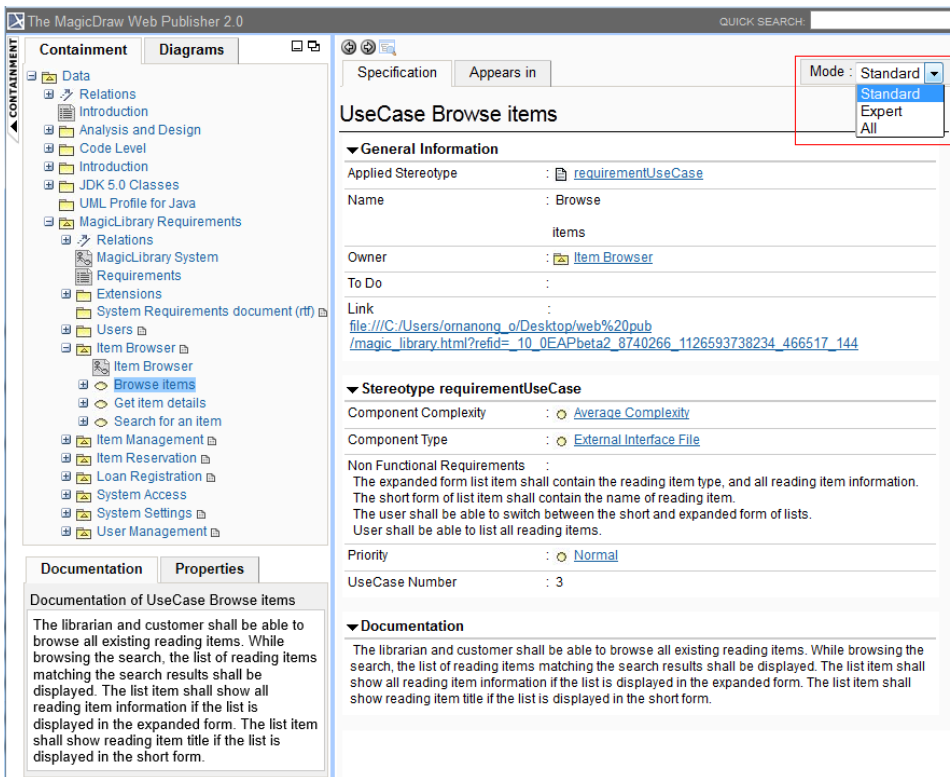 The MagicDraw Web Publisher 2.0
QUICK SEARCH:
CONTAINMENT
Containment
Diagrams
Data
Relations
Introduction
Analysis and Design
Code Level
Introduction
JDK 5.0 Classes
UML Profile for Java
MagicLibrary Requirements
Relations
MagicLibrary System
Requirements
Extensions
System Requirements document (rtf)
Users
Item Browser
Item Browser
Browse items
Get item details
Search for an item
Item Management
Item Reservation
Loan Registration
System Access
System Settings
User Management
Documentation
Properties
Documentation of UseCase Browse items
The librarian and customer shall be able to
browse all existing reading items. While
browsing the search, the list of reading items
matching the search results shall be
displayed. The list item shall show all
reading item information if the list is
displayed in the expanded form. The list item
shall show reading item title if the list is
displayed in the short form.
Specification
Appears in
Mode : Standard
Standard
Expert
All
UseCase Browse items
General Information
Applied Stereotype : requirementUseCase
Name : Browse
items
Owner : Item Browser
To Do :
Link :
file:///C:/Users/ornanong_o/Desktop/web%20pub
/magic_library.html?refid=_10_0EAPbeta2_8740266_1126593738234_466517_144
Stereotype requirementUseCase
Component Complexity : Average Complexity
Component Type : External Interface File
Non Functional Requirements :
The expanded form list item shall contain the reading item type, and all reading item information.
The short form of list item shall contain the name of reading item.
The user shall be able to switch between the short and expanded form of lists.
User shall be able to list all reading items.
Priority : Normal
UseCase Number : 3
Documentation
The librarian and customer shall be able to browse all existing reading items. While browsing the
search, the list of reading items matching the search results shall be displayed. The list item shall
show all reading item information if the list is displayed in the expanded form. The list item shall
show reading item title if the list is displayed in the short form.